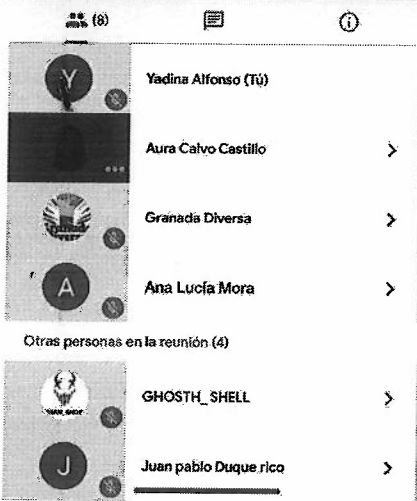 (8)
Y
Yadina Alfonso (Tú)
Aura Calvo Castillo
Granada Diversa
A
Ana Lucía Mora
Otras personas en la reunión (4)
GHOSTH_SHELL
J
Juan pablo Duque rico